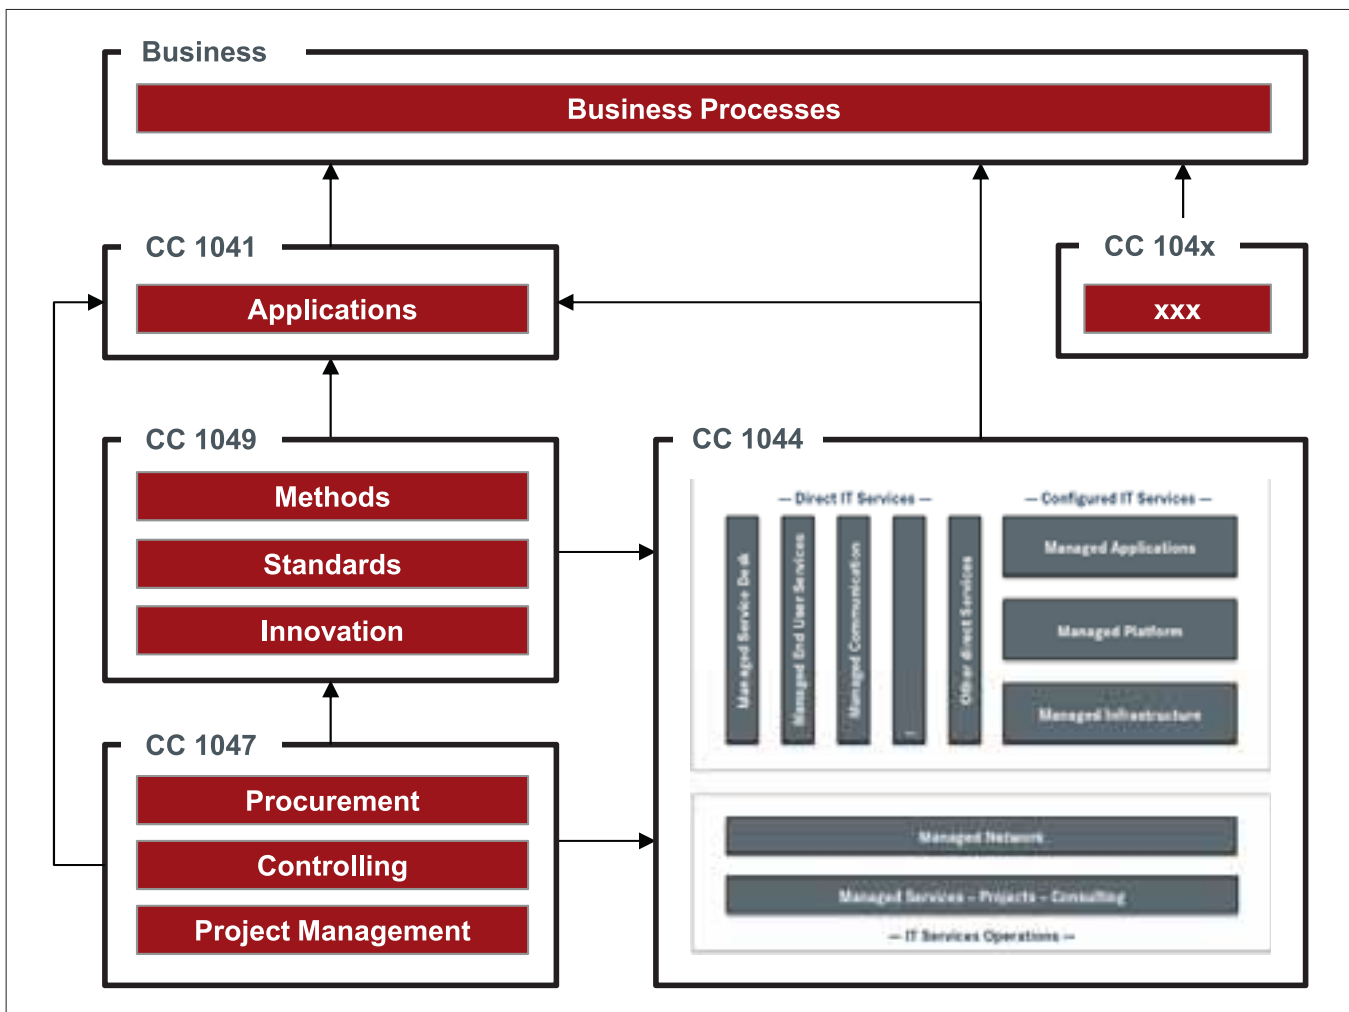 Business
Business Processes
CC 1041
Applications
CC 104x
xxx
CC 1049
Methods
Standards
Innovation
CC 1047
Procurement
Controlling
Project Management
CC 1044
— Direct IT Services —
Managed Service Desk
Managed End User Services
Managed Communication
...
Other direct Services
— Configured IT Services —
Managed Applications
Managed Platform
Managed Infrastructure
Managed Network
Managed Services – Projects – Consulting
— IT Services Operations —